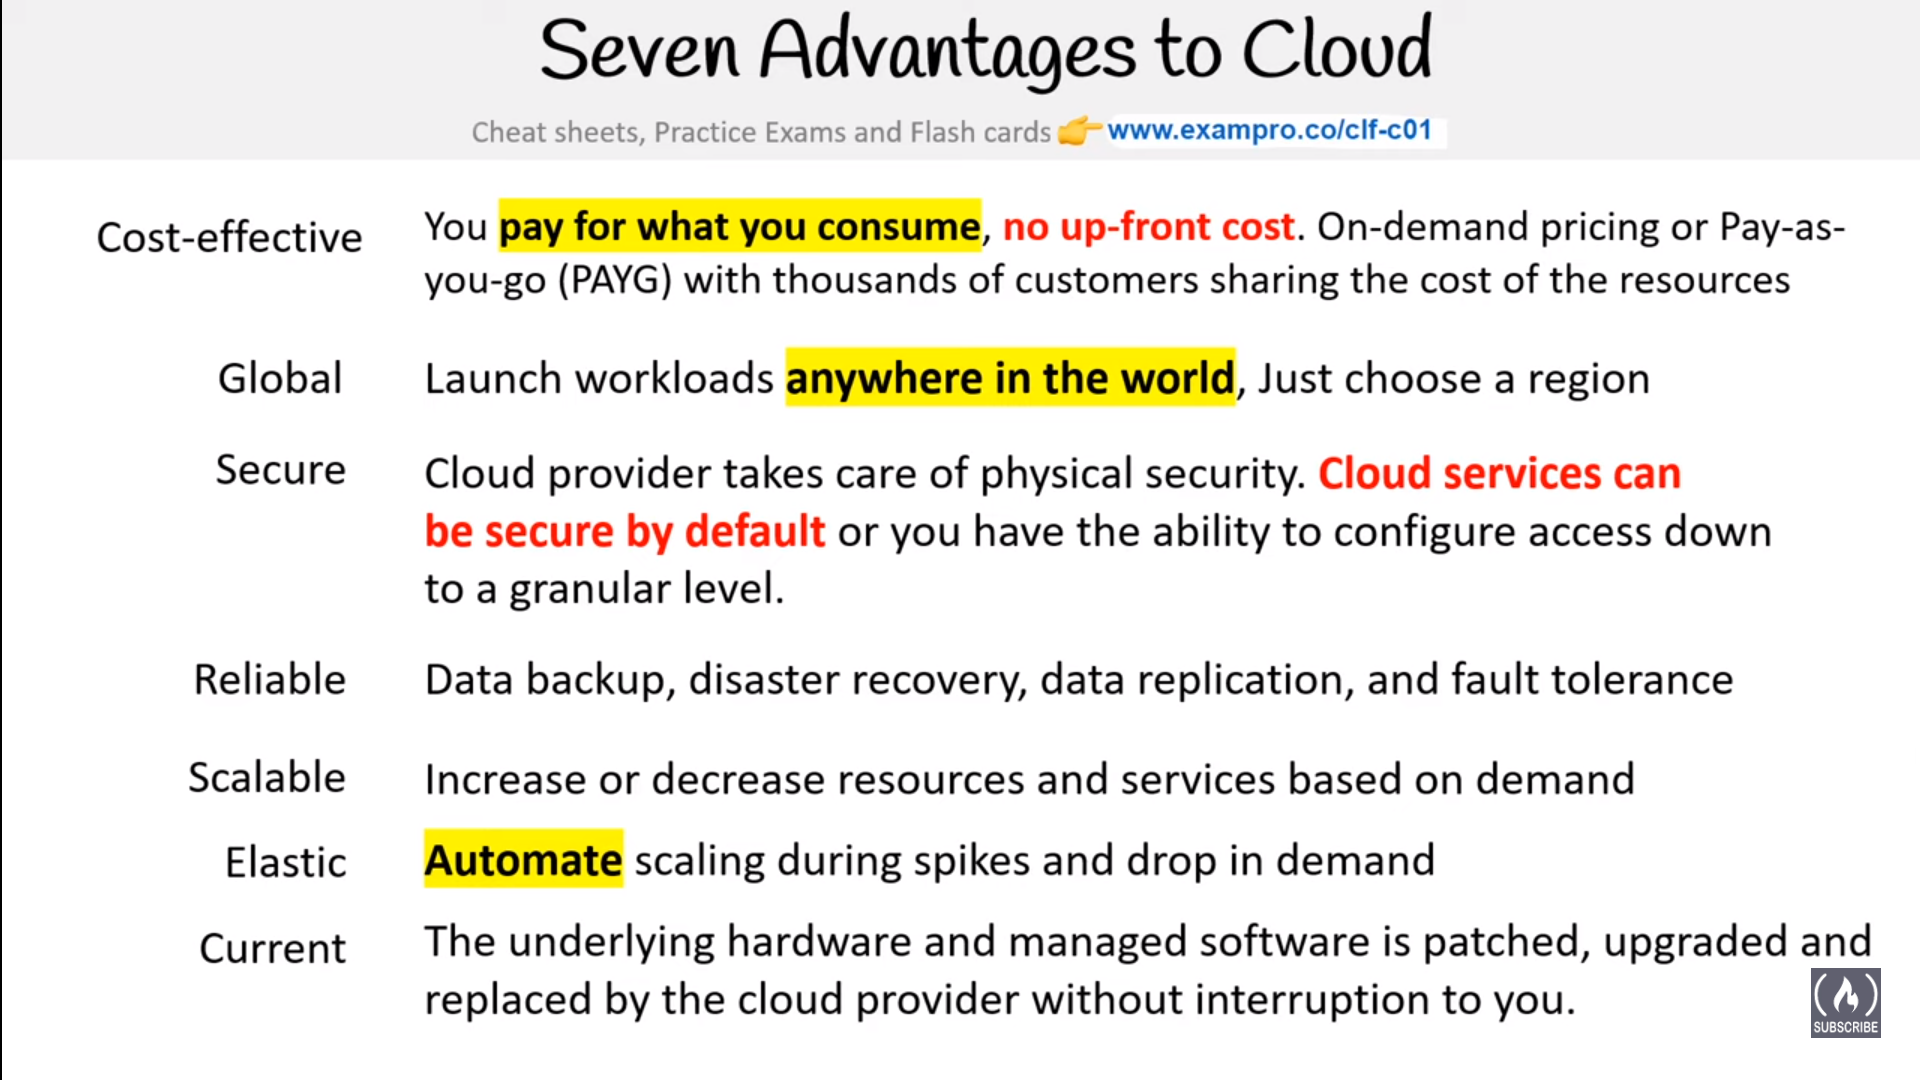 Seven Advantages to Cloud
Cheat sheets, Practice Exams and Flash cards 👉 www.exampro.co/clf-c01
Cost-effective
You pay for what you consume, no up-front cost. On-demand pricing or Pay-as-
you-go (PAYG) with thousands of customers sharing the cost of the resources
Global
Launch workloads anywhere in the world, Just choose a region
Secure
Cloud provider takes care of physical security. Cloud services can
be secure by default or you have the ability to configure access down
to a granular level.
Reliable
Data backup, disaster recovery, data replication, and fault tolerance
Scalable
Increase or decrease resources and services based on demand
Elastic
Automate scaling during spikes and drop in demand
Current
The underlying hardware and managed software is patched, upgraded and
replaced by the cloud provider without interruption to you.
SUBSCRIBE